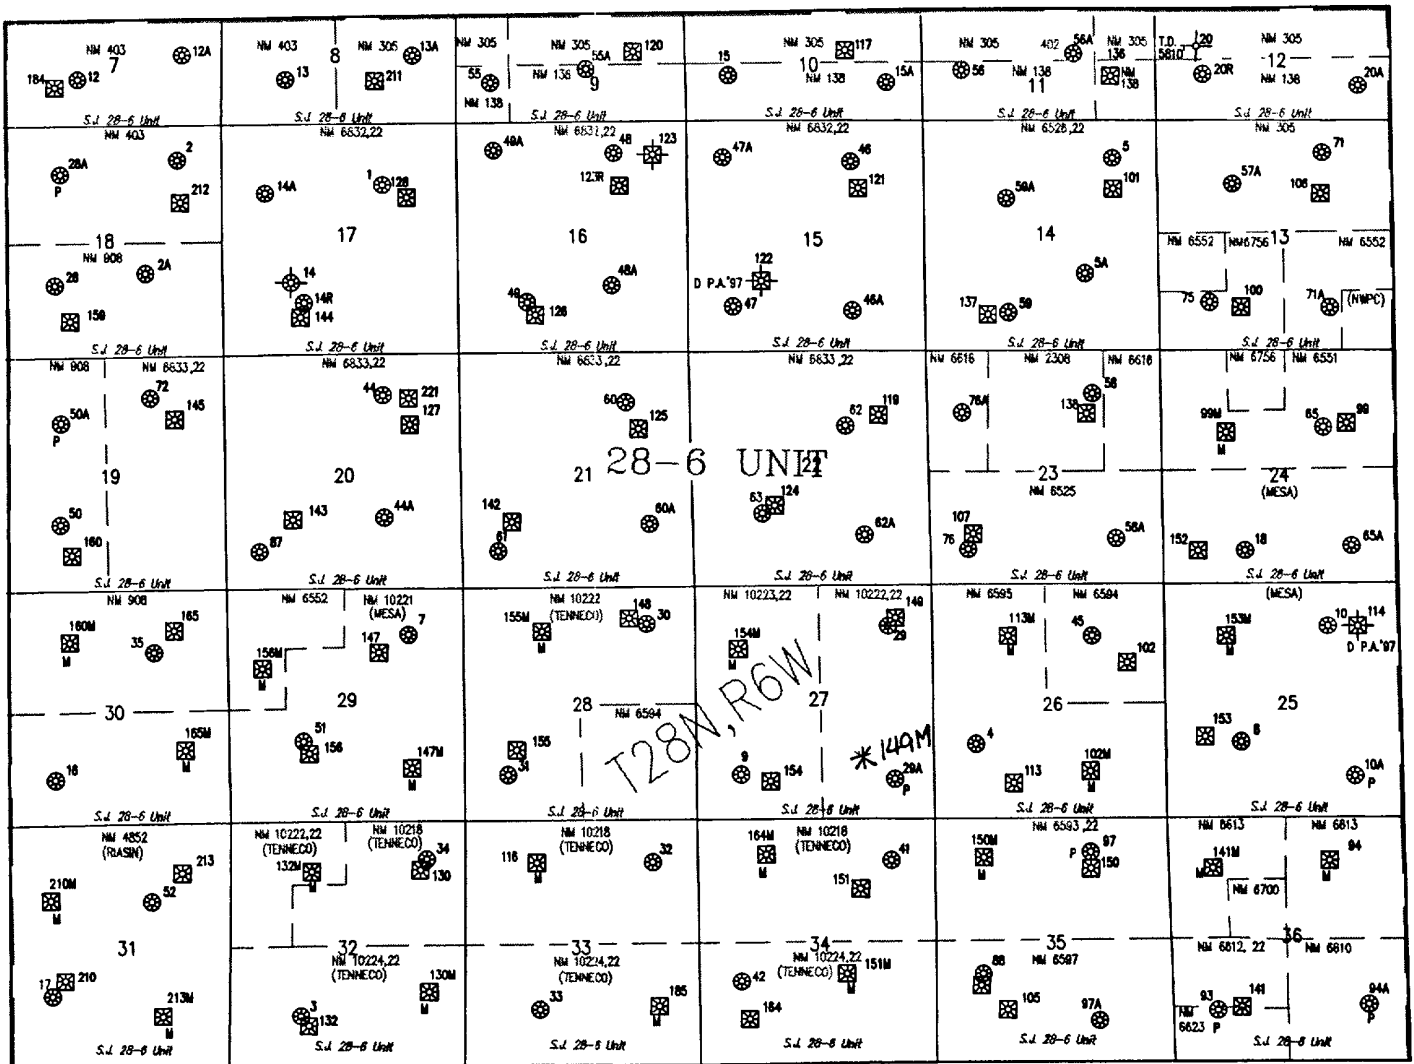 NM 403
7
12A
184
12
S.J. 28-6 Unit
NM 403
8
NM 305
13A
13
211
S.J. 28-6 Unit
NM 305
NM 305
55A
120
55
NM 138
NM 138
9
S.J. 28-6 Unit
15
NM 305
117
10
NM 138
15A
S.J. 28-6 Unit
NM 305
402
56A
NM 305
136
56
NM 138
11
NM
138
S.J. 28-6 Unit
T.D.
5810
20
NM 305
12
20R
NM 138
20A
S.J. 28-6 Unit
NM 403
28A
P
2
212
18
NM 908
28
2A
159
S.J. 28-6 Unit
NM 6832,22
14A
1
128
17
14
14R
144
S.J. 28-6 Unit
49A
48
123
123R
16
48A
49
126
S.J. 28-6 Unit
NM 6832,22
47A
46
121
15
122
D P.A.'97
47
46A
S.J. 28-6 Unit
NM 6526,22
5
59A
101
14
5A
137
59
S.J. 28-6 Unit
NM 305
71
57A
106
NM 6552
NM6756
13
NM 6552
75
100
71A
(NWPC)
S.J. 28-6 Unit
NM 908
NM 6833,22
72
50A
P
145
19
50
160
S.J. 28-6 Unit
NM 6833,22
44
221
127
20
143
44A
87
S.J. 28-6 Unit
NM 6833,22
60
125
21
142
60A
61
S.J. 28-6 Unit
NM 6833,22
62
119
28-6 UNIT
22
63
124
62A
S.J. 28-6 Unit
NM 6616
NM 2308
NM 6616
76A
58
138
23
NM 6525
107
76
58A
S.J. 28-6 Unit
NM 6756
NM 6551
99M
M
65
99
24
(MESA)
152
18
65A
S.J. 28-6 Unit
NM 908
160M
M
165
35
30
165M
M
16
S.J. 28-6 Unit
NM 6552
NM 10221
(MESA)
7
147
156M
M
29
51
156
147M
M
S.J. 28-6 Unit
NM 10222
(TENNECO)
155M
148
30
28
NM 6594
155
31
S.J. 28-6 Unit
NM 10223,22
NM 10222,22
149
29
154M
M
27
T28N,R6W
*149M
9
154
29A
P
S.J. 28-6 Unit
NM 6595
NM 6594
113M
M
45
102
26
4
113
102M
M
S.J. 28-6 Unit
(MESA)
153M
M
10
114
D P.A.'97
25
153
8
10A
P
S.J. 28-6 Unit
NM 4852
(RIASIN)
213
210M
M
52
31
17
210
213M
M
S.J. 28-6 Unit
NM 10222,22
(TENNECO)
NM 10218
(TENNECO)
132M
M
34
130
32
NM 10224,22
(TENNECO)
130M
M
3
132
S.J. 28-6 Unit
NM 10218
(TENNECO)
116
M
32
33
NM 10224,22
(TENNECO)
33
185
S.J. 28-6 Unit
NM 10218
(TENNECO)
164M
M
41
151
34
NM 10224,22
(TENNECO)
151M
M
42
184
S.J. 28-6 Unit
NM 6593,22
150M
M
97
P
150
35
NM 6597
88
105
97A
S.J. 28-6 Unit
NM 6613
NM 6613
141M
M
94
M
NM 6700
36
NM 6612, 22
NM 6610
93
P
141
94A
P
NM
6623
S.J. 28-6 Unit